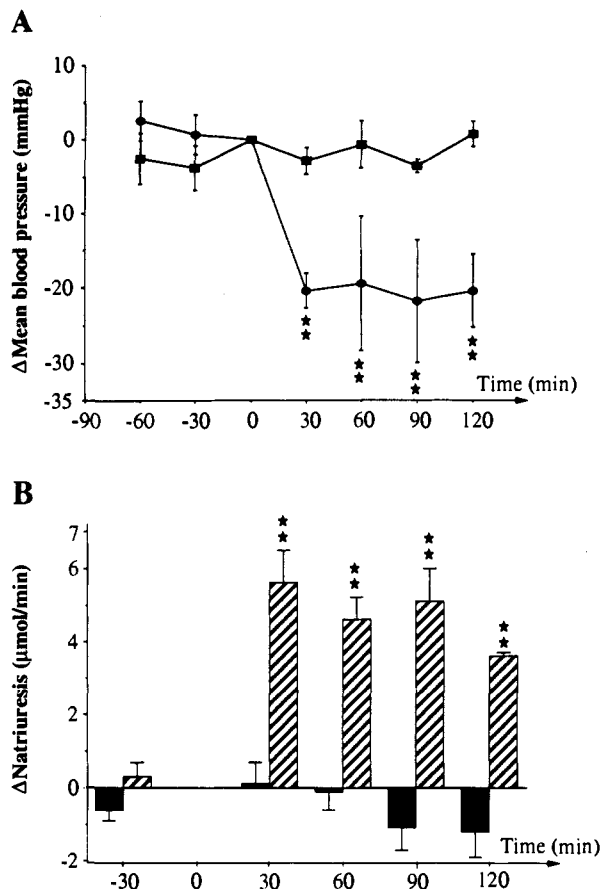 A
ΔMean blood pressure (mmHg)
10
0
-10
-20
-30
-35
Time (min)
-90 -60 -30 0 30 60 90 120
B
ΔNatriuresis (μmol/min)
7
6
4
2
0
-2
Time (min)
-30 0 30 60 90 120